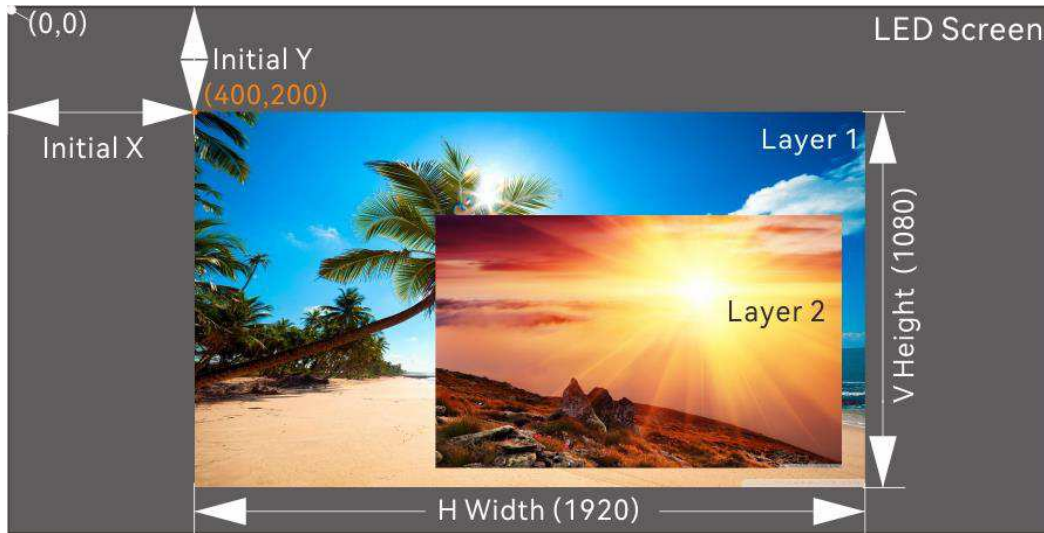 (0,0)
LED Screen
Initial Y
(400,200)
Initial X
Layer 1
Layer 2
V Height (1080)
H Width (1920)